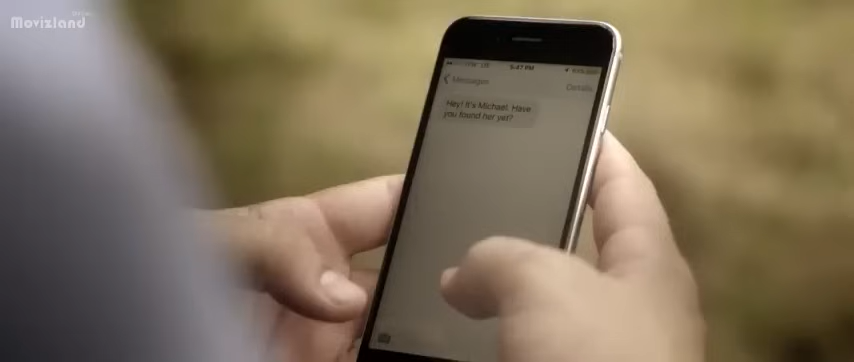 Movizland
5:47 PM
Messages
Details
Hey! It's Michael. Have
you found her yet?